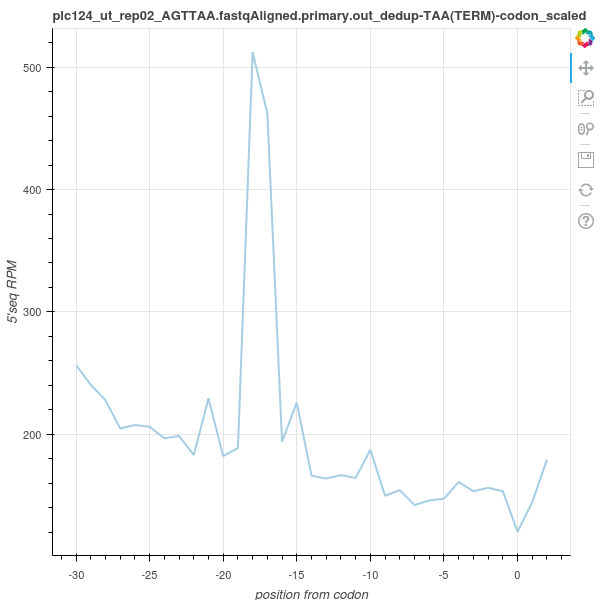 plc124_ut_rep02_AGTTAA.fastqAligned.primary.out_dedup-TAA(TERM)-codon_scaled
500
400
300
200
5'seq RPM
-30 -25 -20 -15 -10 -5 0
position from codon